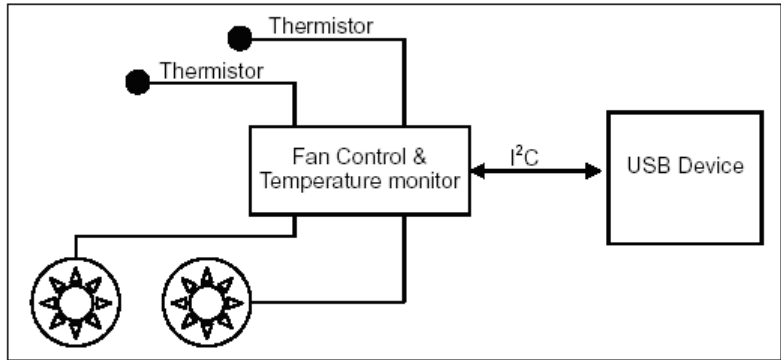 Thermistor
Thermistor
Fan Control &
Temperature monitor
I²C
USB Device